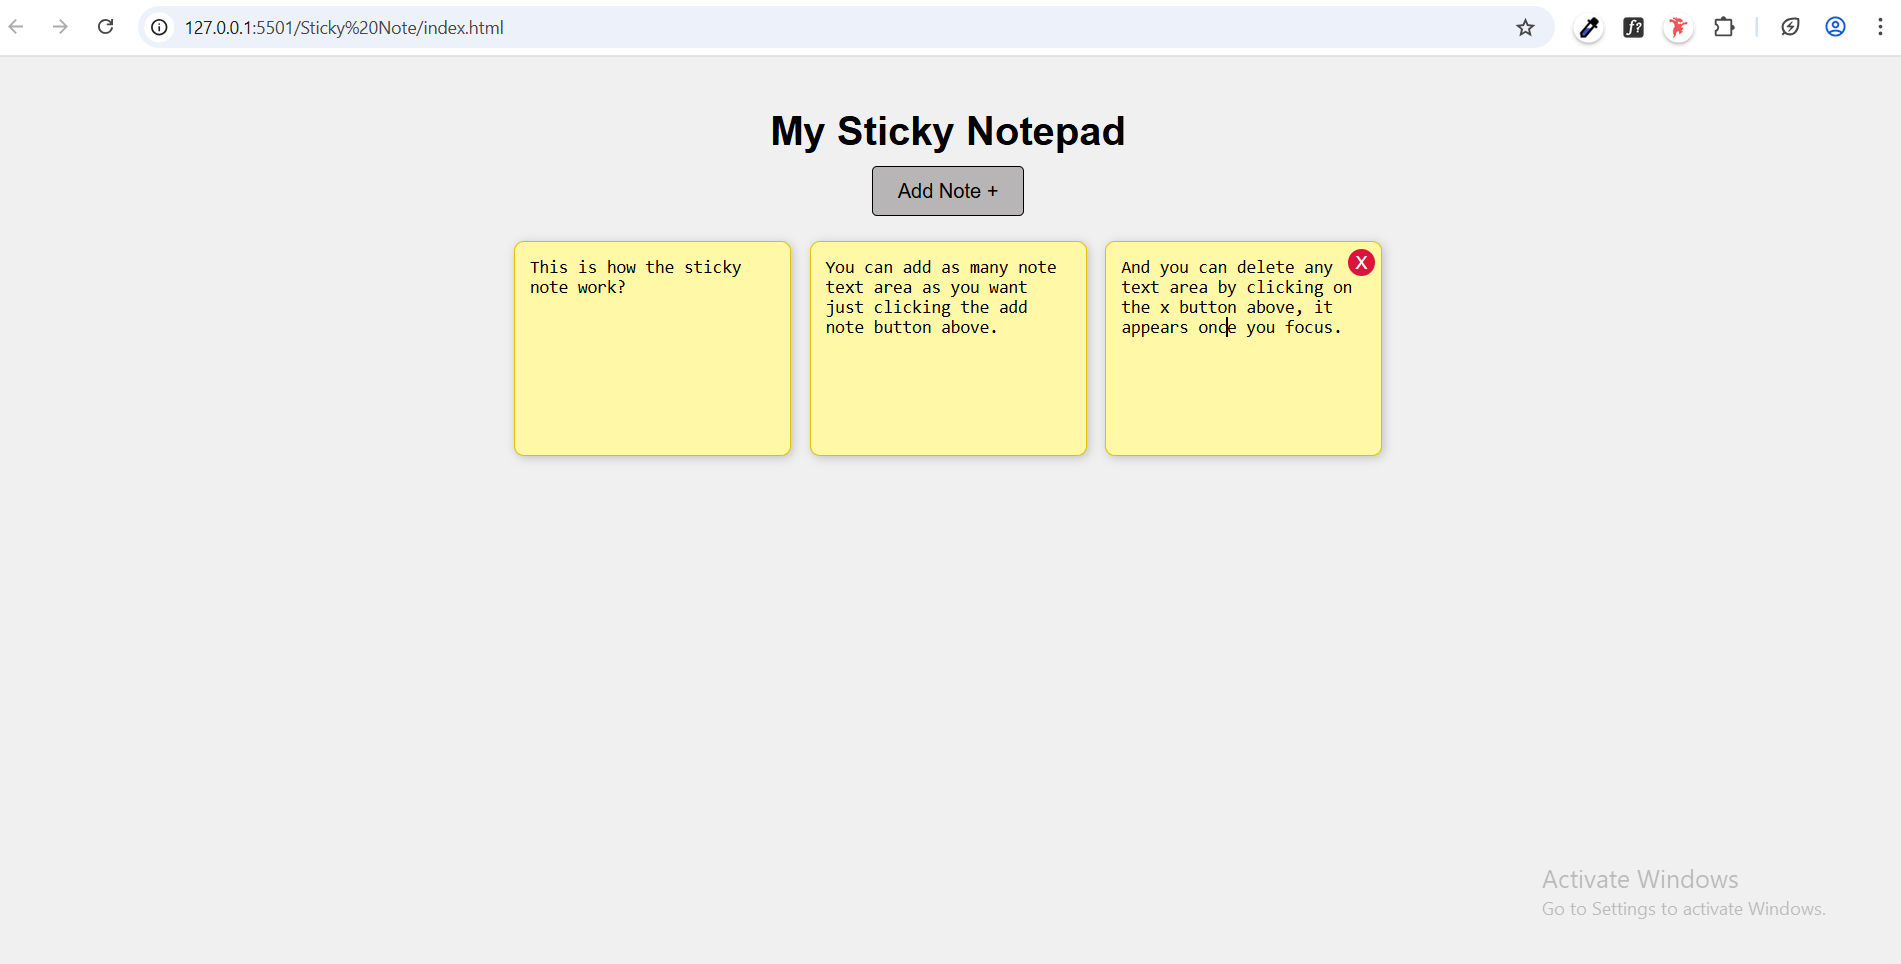 127.0.0.1:5501/Sticky%20Note/index.html
My Sticky Notepad
Add Note +
This is how the sticky
note work?
You can add as many note
text area as you want
just clicking the add
note button above.
X
And you can delete any
text area by clicking on
the x button above, it
appears once you focus.
Activate Windows
Go to Settings to activate Windows.